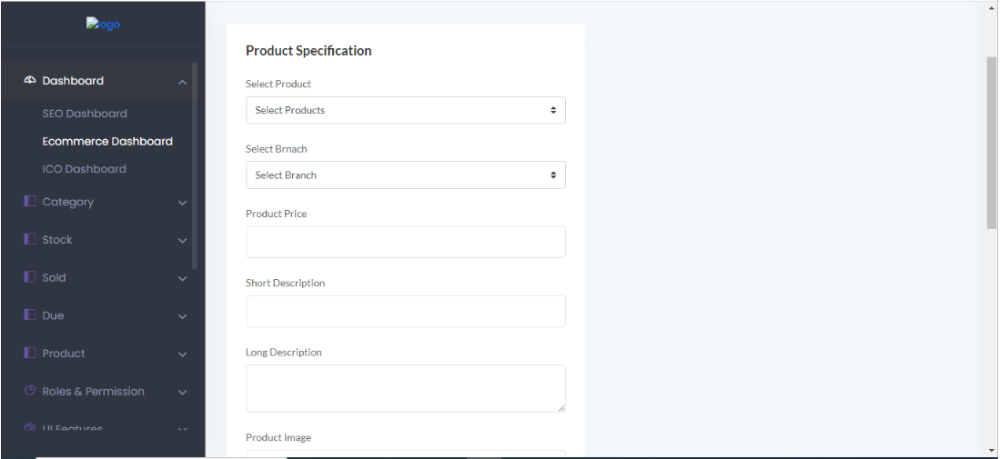 logo
Dashboard
SEO Dashboard
Ecommerce Dashboard
ICO Dashboard
Category
Stock
Sold
Due
Product
Roles & Permission
UI Features
Product Specification
Select Product
Select Products
Select Brnach
Select Branch
Product Price
Short Description
Long Description
Product Image